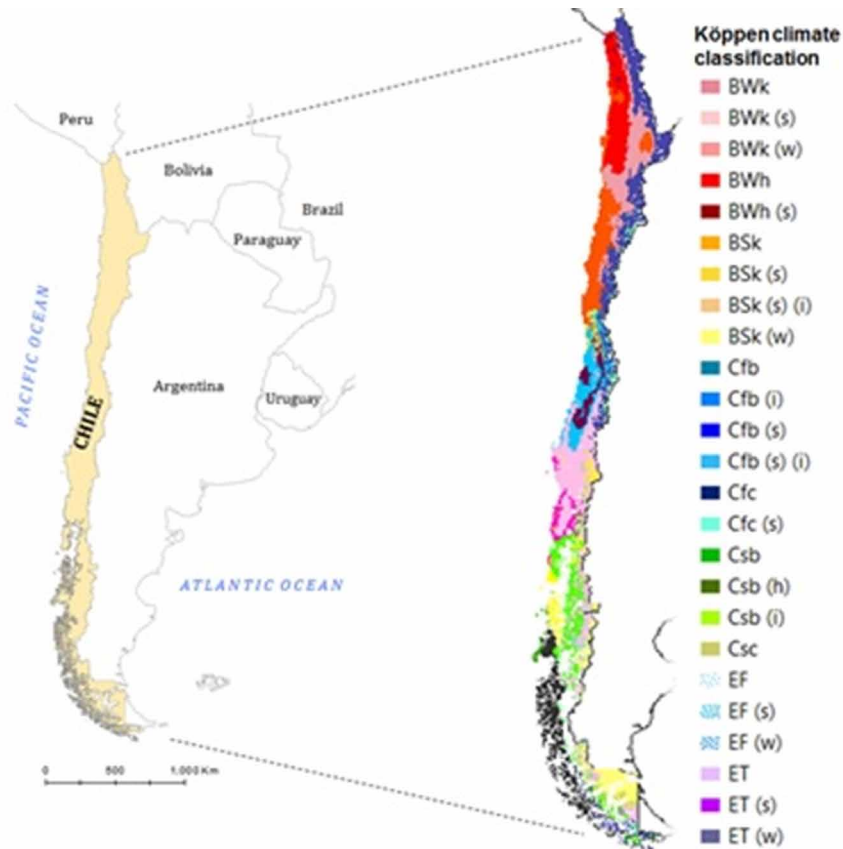 Peru
Bolivia
Brazil
Paraguay
PACIFIC OCEAN
Argentina
Uruguay
CHILE
ATLANTIC OCEAN
0 500 1,000 Km
Köppen climate
classification
BWk
BWk (s)
BWk (w)
BWh
BWh (s)
BSk
BSk (s)
BSk (s) (i)
BSk (w)
Cfb
Cfb (i)
Cfb (s)
Cfb (s) (i)
Cfc
Cfc (s)
Csb
Csb (h)
Csb (i)
Csc
EF
EF (s)
EF (w)
ET
ET (s)
ET (w)